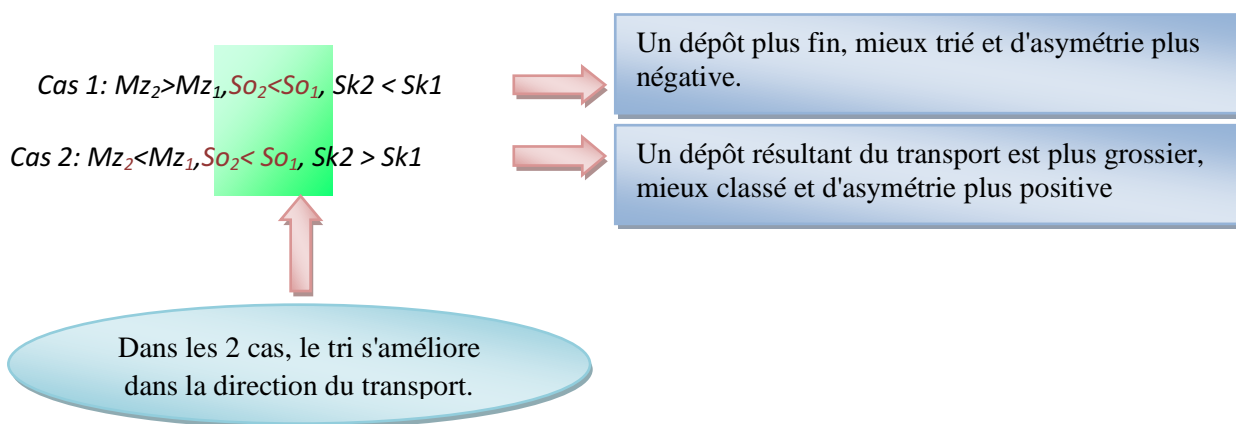 Cas 1: Mz₂>Mz₁,So₂<So₁, Sk2 < Sk1
Un dépôt plus fin, mieux trié et d'asymétrie plus
négative.
Cas 2: Mz₂<Mz₁,So₂< So₁, Sk2 > Sk1
Un dépôt résultant du transport est plus grossier,
mieux classé et d'asymétrie plus positive
Dans les 2 cas, le tri s'améliore
dans la direction du transport.